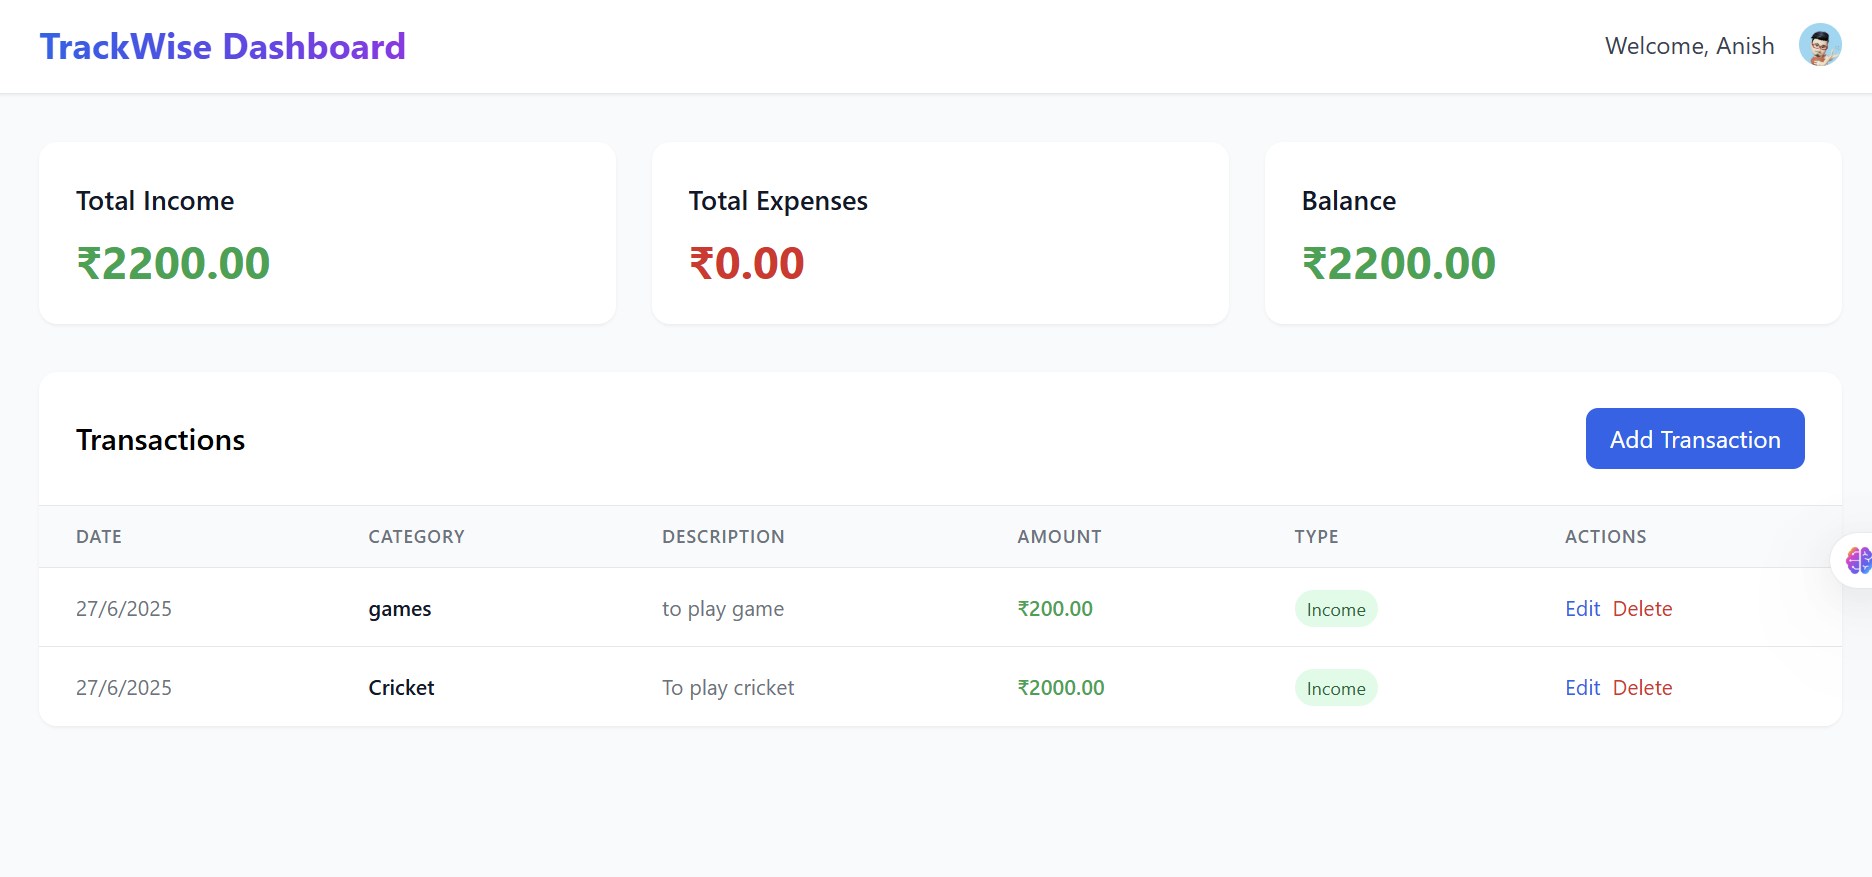 TrackWise Dashboard
Welcome, Anish
Total Income
₹2200.00
Total Expenses
₹0.00
Balance
₹2200.00
Transactions
Add Transaction
DATE CATEGORY DESCRIPTION AMOUNT TYPE ACTIONS
27/6/2025 games to play game ₹200.00 Income Edit Delete
27/6/2025 Cricket To play cricket ₹2000.00 Income Edit Delete